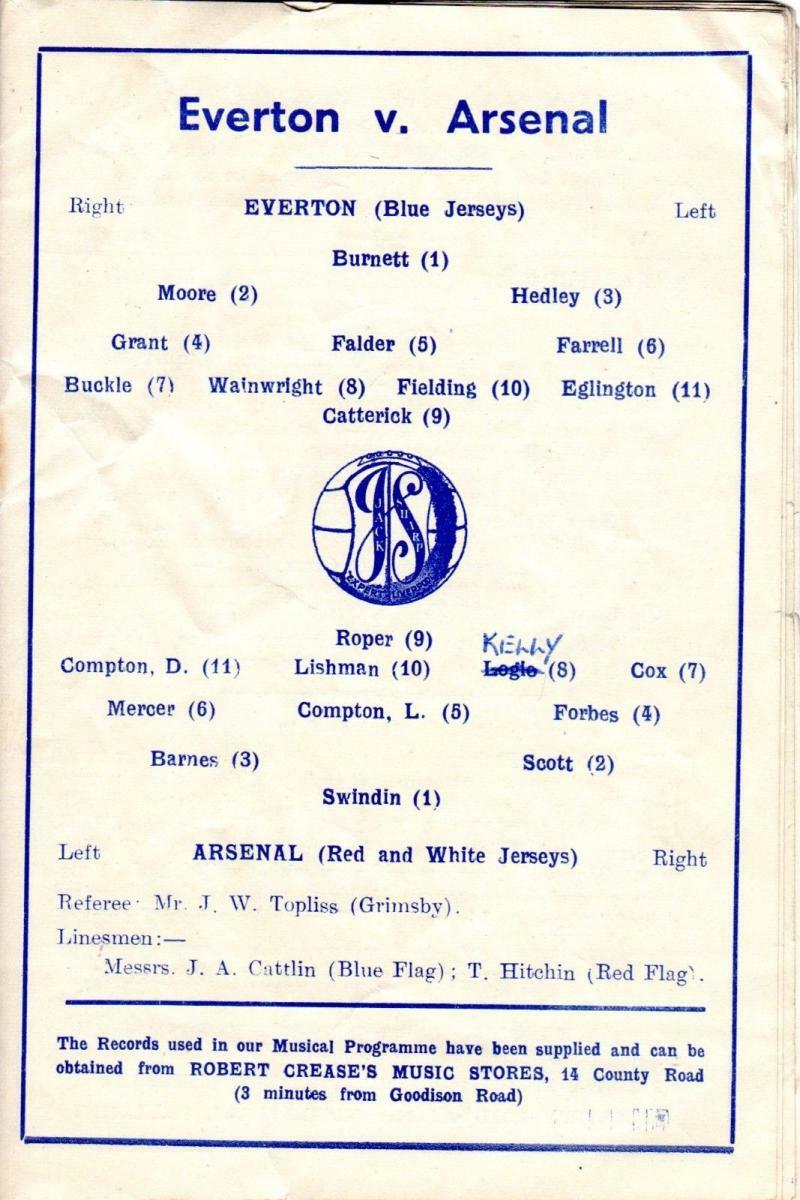 Everton v. Arsenal
Right EVERTON (Blue Jerseys) Left
Burnett (1)
Moore (2) Hedley (3)
Grant (4) Falder (5) Farrell (6)
Buckle (7) Wainwright (8) Fielding (10) Eglington (11)
Catterick (9)
JS
JACK SHARP
EXPERT LIVERPOOL
Roper (9)
KELLY
Compton, D. (11) Lishman (10) Logie (8) Cox (7)
Mercer (6) Compton, L. (5) Forbes (4)
Barnes (3) Scott (2)
Swindin (1)
Left ARSENAL (Red and White Jerseys) Right
Referee: Mr. J. W. Topliss (Grimsby).
Linesmen:—
Messrs. J. A. Cattlin (Blue Flag); T. Hitchin (Red Flag).
The Records used in our Musical Programme have been supplied and can be
obtained from ROBERT CREASE'S MUSIC STORES, 14 County Road
(3 minutes from Goodison Road)